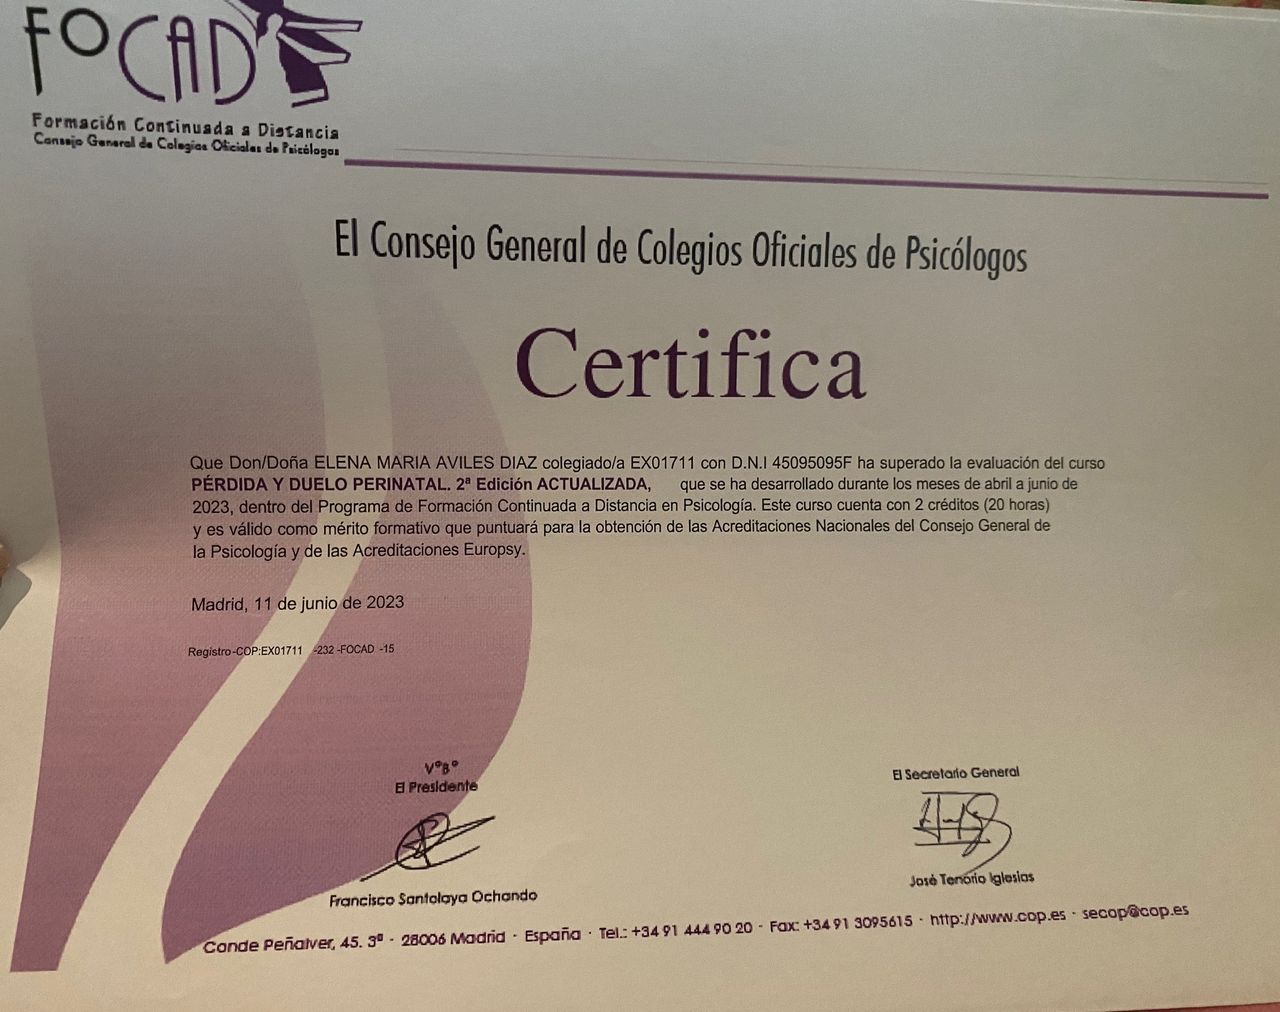 FOCAD
Formación Continuada a Distancia
Consejo General de Colegios Oficiales de Psicólogos
El Consejo General de Colegios Oficiales de Psicólogos
Certifica
Que Don/Doña ELENA MARIA AVILES DIAZ colegiado/a EX01711 con D.N.I 45095095F ha superado la evaluación del curso
PÉRDIDA Y DUELO PERINATAL. 2ª Edición ACTUALIZADA, que se ha desarrollado durante los meses de abril a junio de
2023, dentro del Programa de Formación Continuada a Distancia en Psicología. Este curso cuenta con 2 créditos (20 horas)
y es válido como mérito formativo que puntuará para la obtención de las Acreditaciones Nacionales del Consejo General de
la Psicología y de las Acreditaciones Europsy.
Madrid, 11 de junio de 2023
Registro-COP:EX01711 -232 -FOCAD -15
VºBº
El Presidente
Francisco Santolaya Ochando
El Secretario General
José Tenorio Iglesias
Conde Peñalver, 45. 3º · 28006 Madrid · España · Tel.: +34 91 444 90 20 · Fax: +34 91 3095615 · http://www.cop.es · secop@cop.es